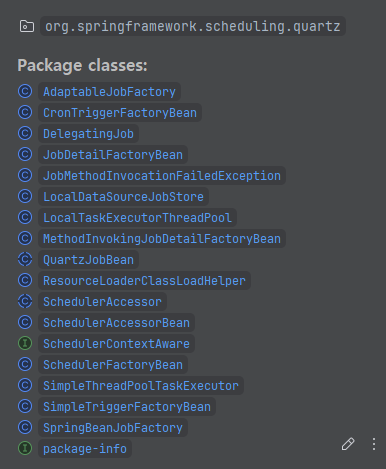 org.springframework.scheduling.quartz
Package classes:
AdaptableJobFactory
CronTriggerFactoryBean
DelegatingJob
JobDetailFactoryBean
JobMethodInvocationFailedException
LocalDataSourceJobStore
LocalTaskExecutorThreadPool
MethodInvokingJobDetailFactoryBean
QuartzJobBean
ResourceLoaderClassLoadHelper
SchedulerAccessor
SchedulerAccessorBean
SchedulerContextAware
SchedulerFactoryBean
SimpleThreadPoolTaskExecutor
SimpleTriggerFactoryBean
SpringBeanJobFactory
package-info